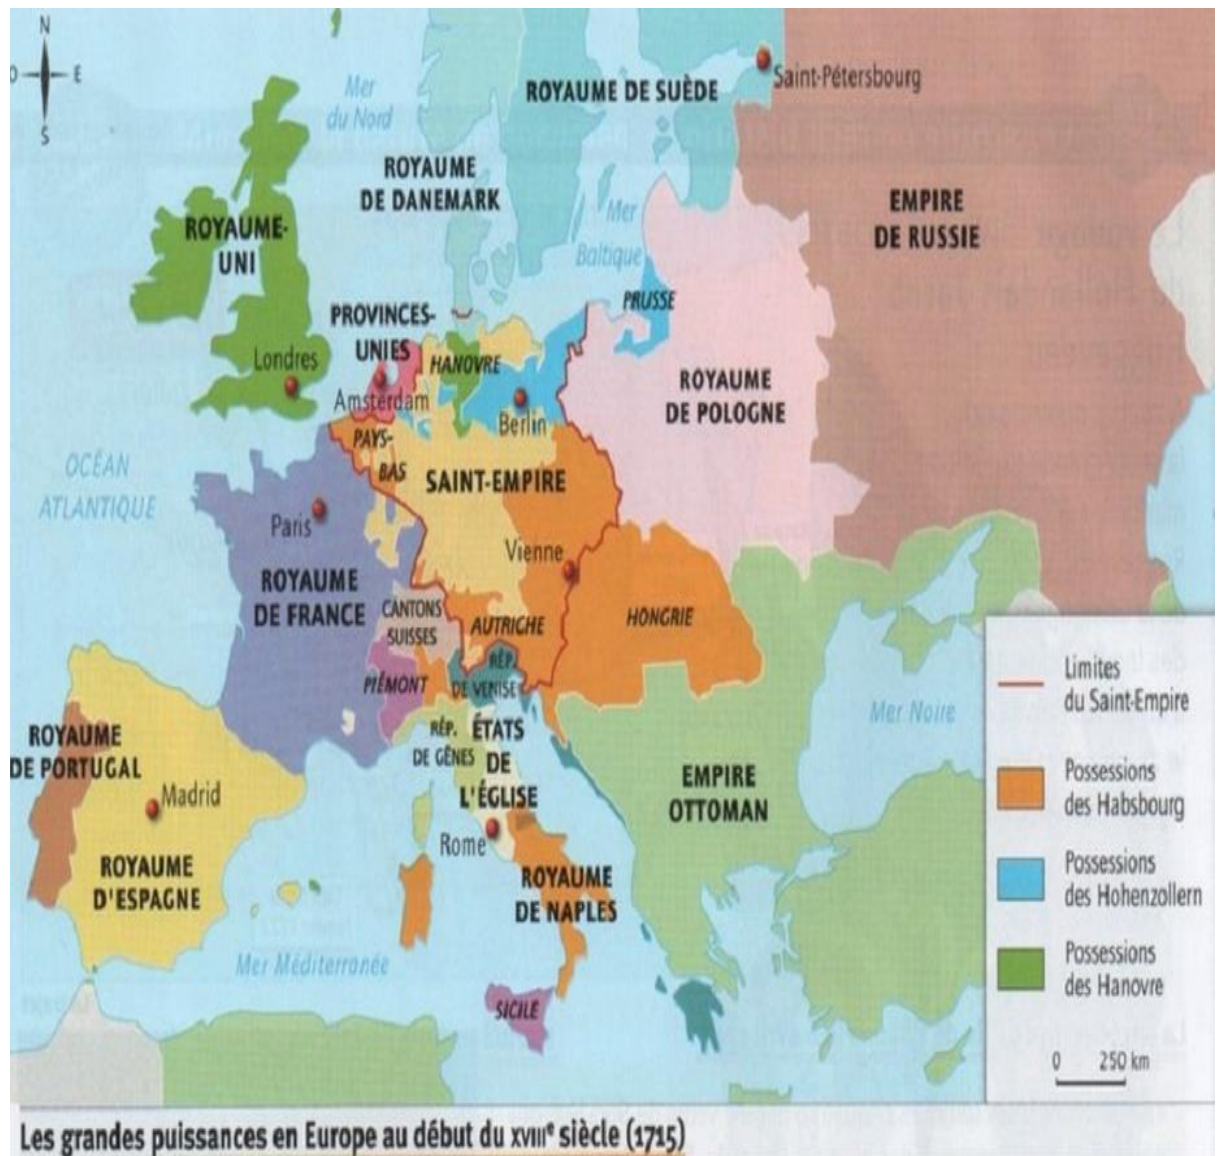 N
O
E
S
Mer
du Nord
ROYAUME DE SUÈDE
Saint-Pétersbourg
ROYAUME
DE DANEMARK
EMPIRE
DE RUSSIE
Mer
Baltique
ROYAUME-
UNI
PRUSSE
PROVINCES-
UNIES
HANOVRE
Londres
Amsterdam
Berlin
ROYAUME
DE POLOGNE
PAYS-
BAS
SAINT-EMPIRE
OCÉAN
ATLANTIQUE
Paris
Vienne
ROYAUME
DE FRANCE
CANTONS
SUISSES
AUTRICHE
HONGRIE
PIÉMONT
RÉP.
DE VENISE
Mer Noire
RÉP.
DE GÊNES
ÉTATS
DE
L'ÉGLISE
ROYAUME
DE PORTUGAL
Madrid
Rome
EMPIRE
OTTOMAN
ROYAUME
D'ESPAGNE
ROYAUME
DE NAPLES
Mer Méditerranée
SICILE
Limites
du Saint-Empire
Possessions
des Habsbourg
Possessions
des Hohenzollern
Possessions
des Hanovre
0 250 km
Les grandes puissances en Europe au début du XVIIIe siècle (1715)